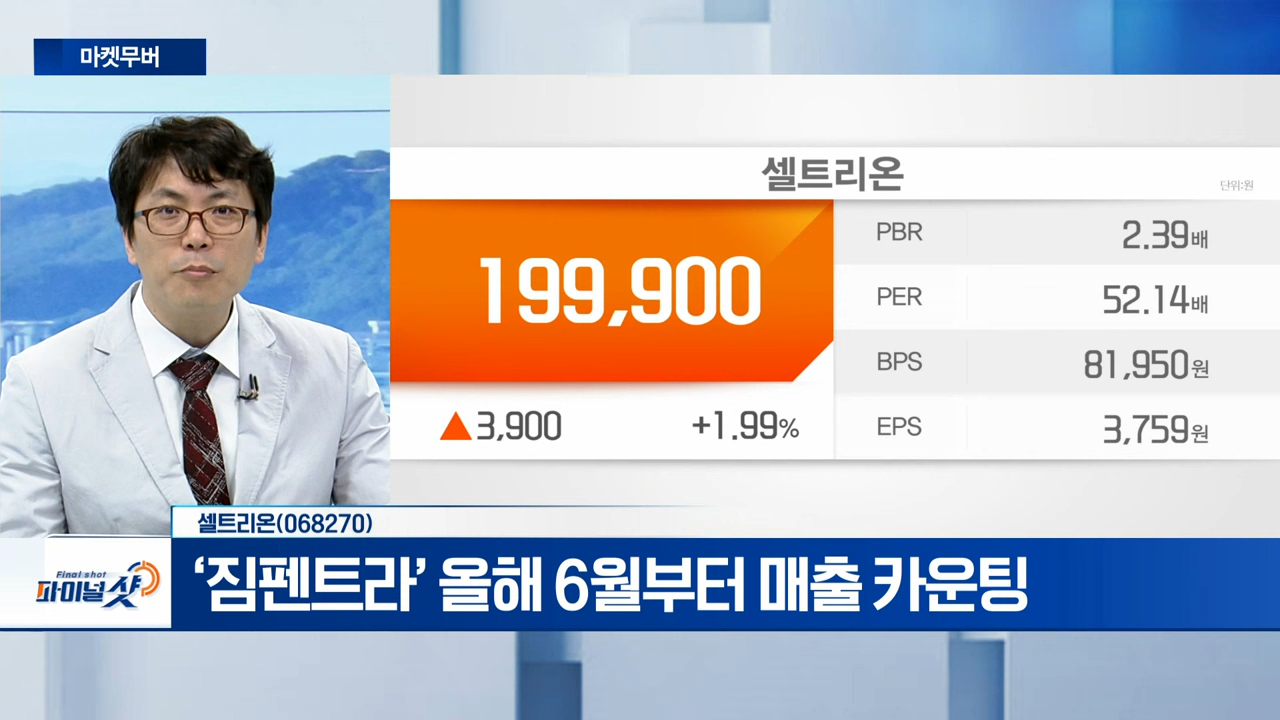 마켓무버
셀트리온
단위:원
199,900
▲3,900 +1.99%
PBR 2.39배
PER 52.14배
BPS 81,950원
EPS 3,759원
셀트리온(068270)
Final shot
파이널샷
‘짐펜트라’ 올해 6월부터 매출 카운팅